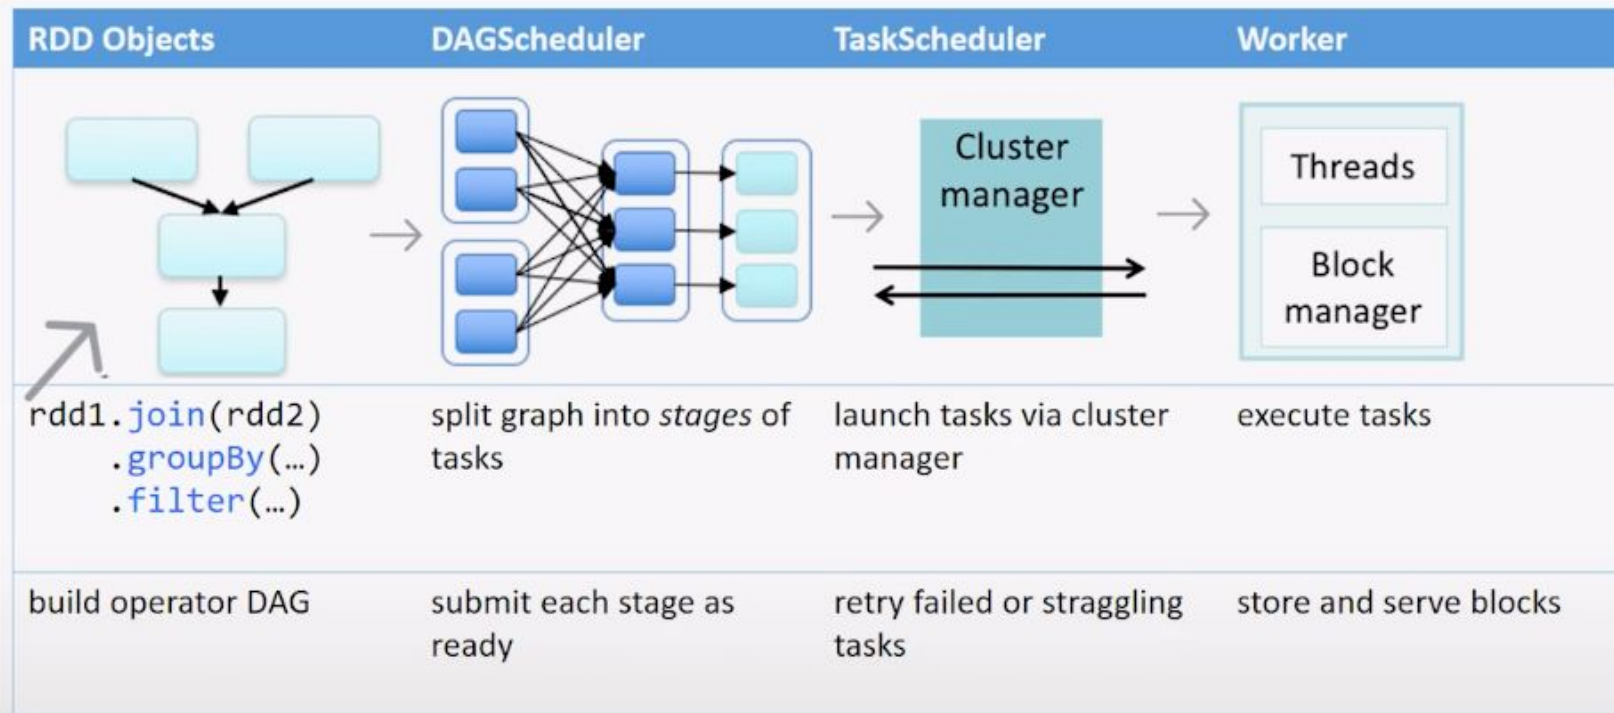 RDD Objects
DAGScheduler
TaskScheduler
Worker
Cluster
manager
Threads
Block
manager
rdd1.join(rdd2)
.groupBy(…)
.filter(…)
split graph into stages of
tasks
launch tasks via cluster
manager
execute tasks
build operator DAG
submit each stage as
ready
retry failed or straggling
tasks
store and serve blocks